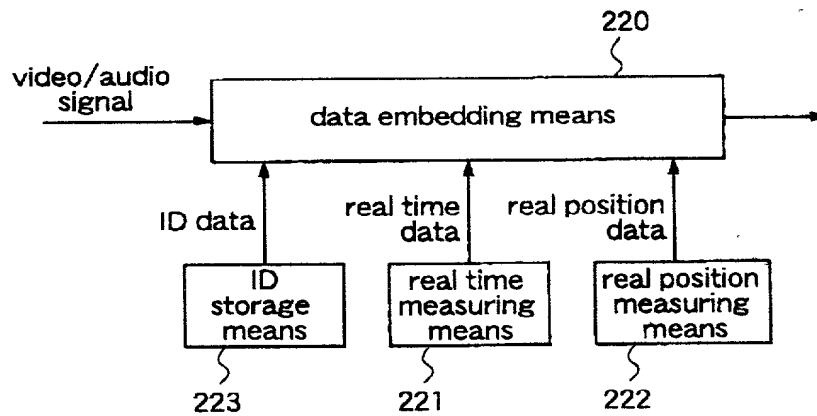 220
video/audio
signal
data embedding means
ID data
real time
data
real position
data
ID
storage
means
real time
measuring
means
real position
measuring
means
223
221
222